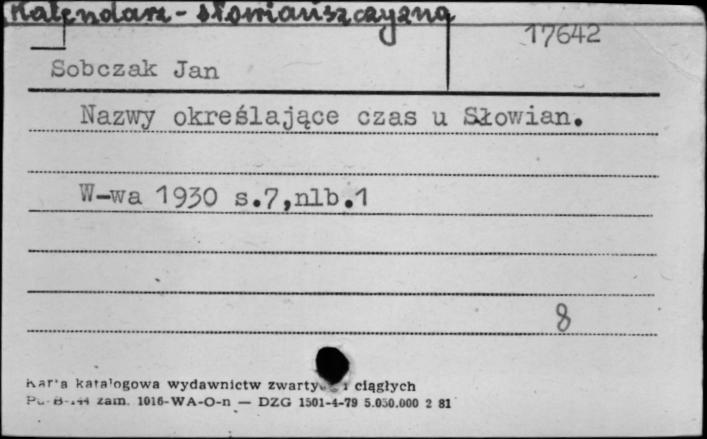 Kalendarz - słowiańszczyzna
17642
Sobczak Jan
Nazwy określające czas u Słowian.
W-wa 1930 s.7,nlb.1
8
Karta katalogowa wydawnictw zwartych i ciągłych
zam. 1016-WA-O-n — DZG 1501-4-79 5.050.000 2 81